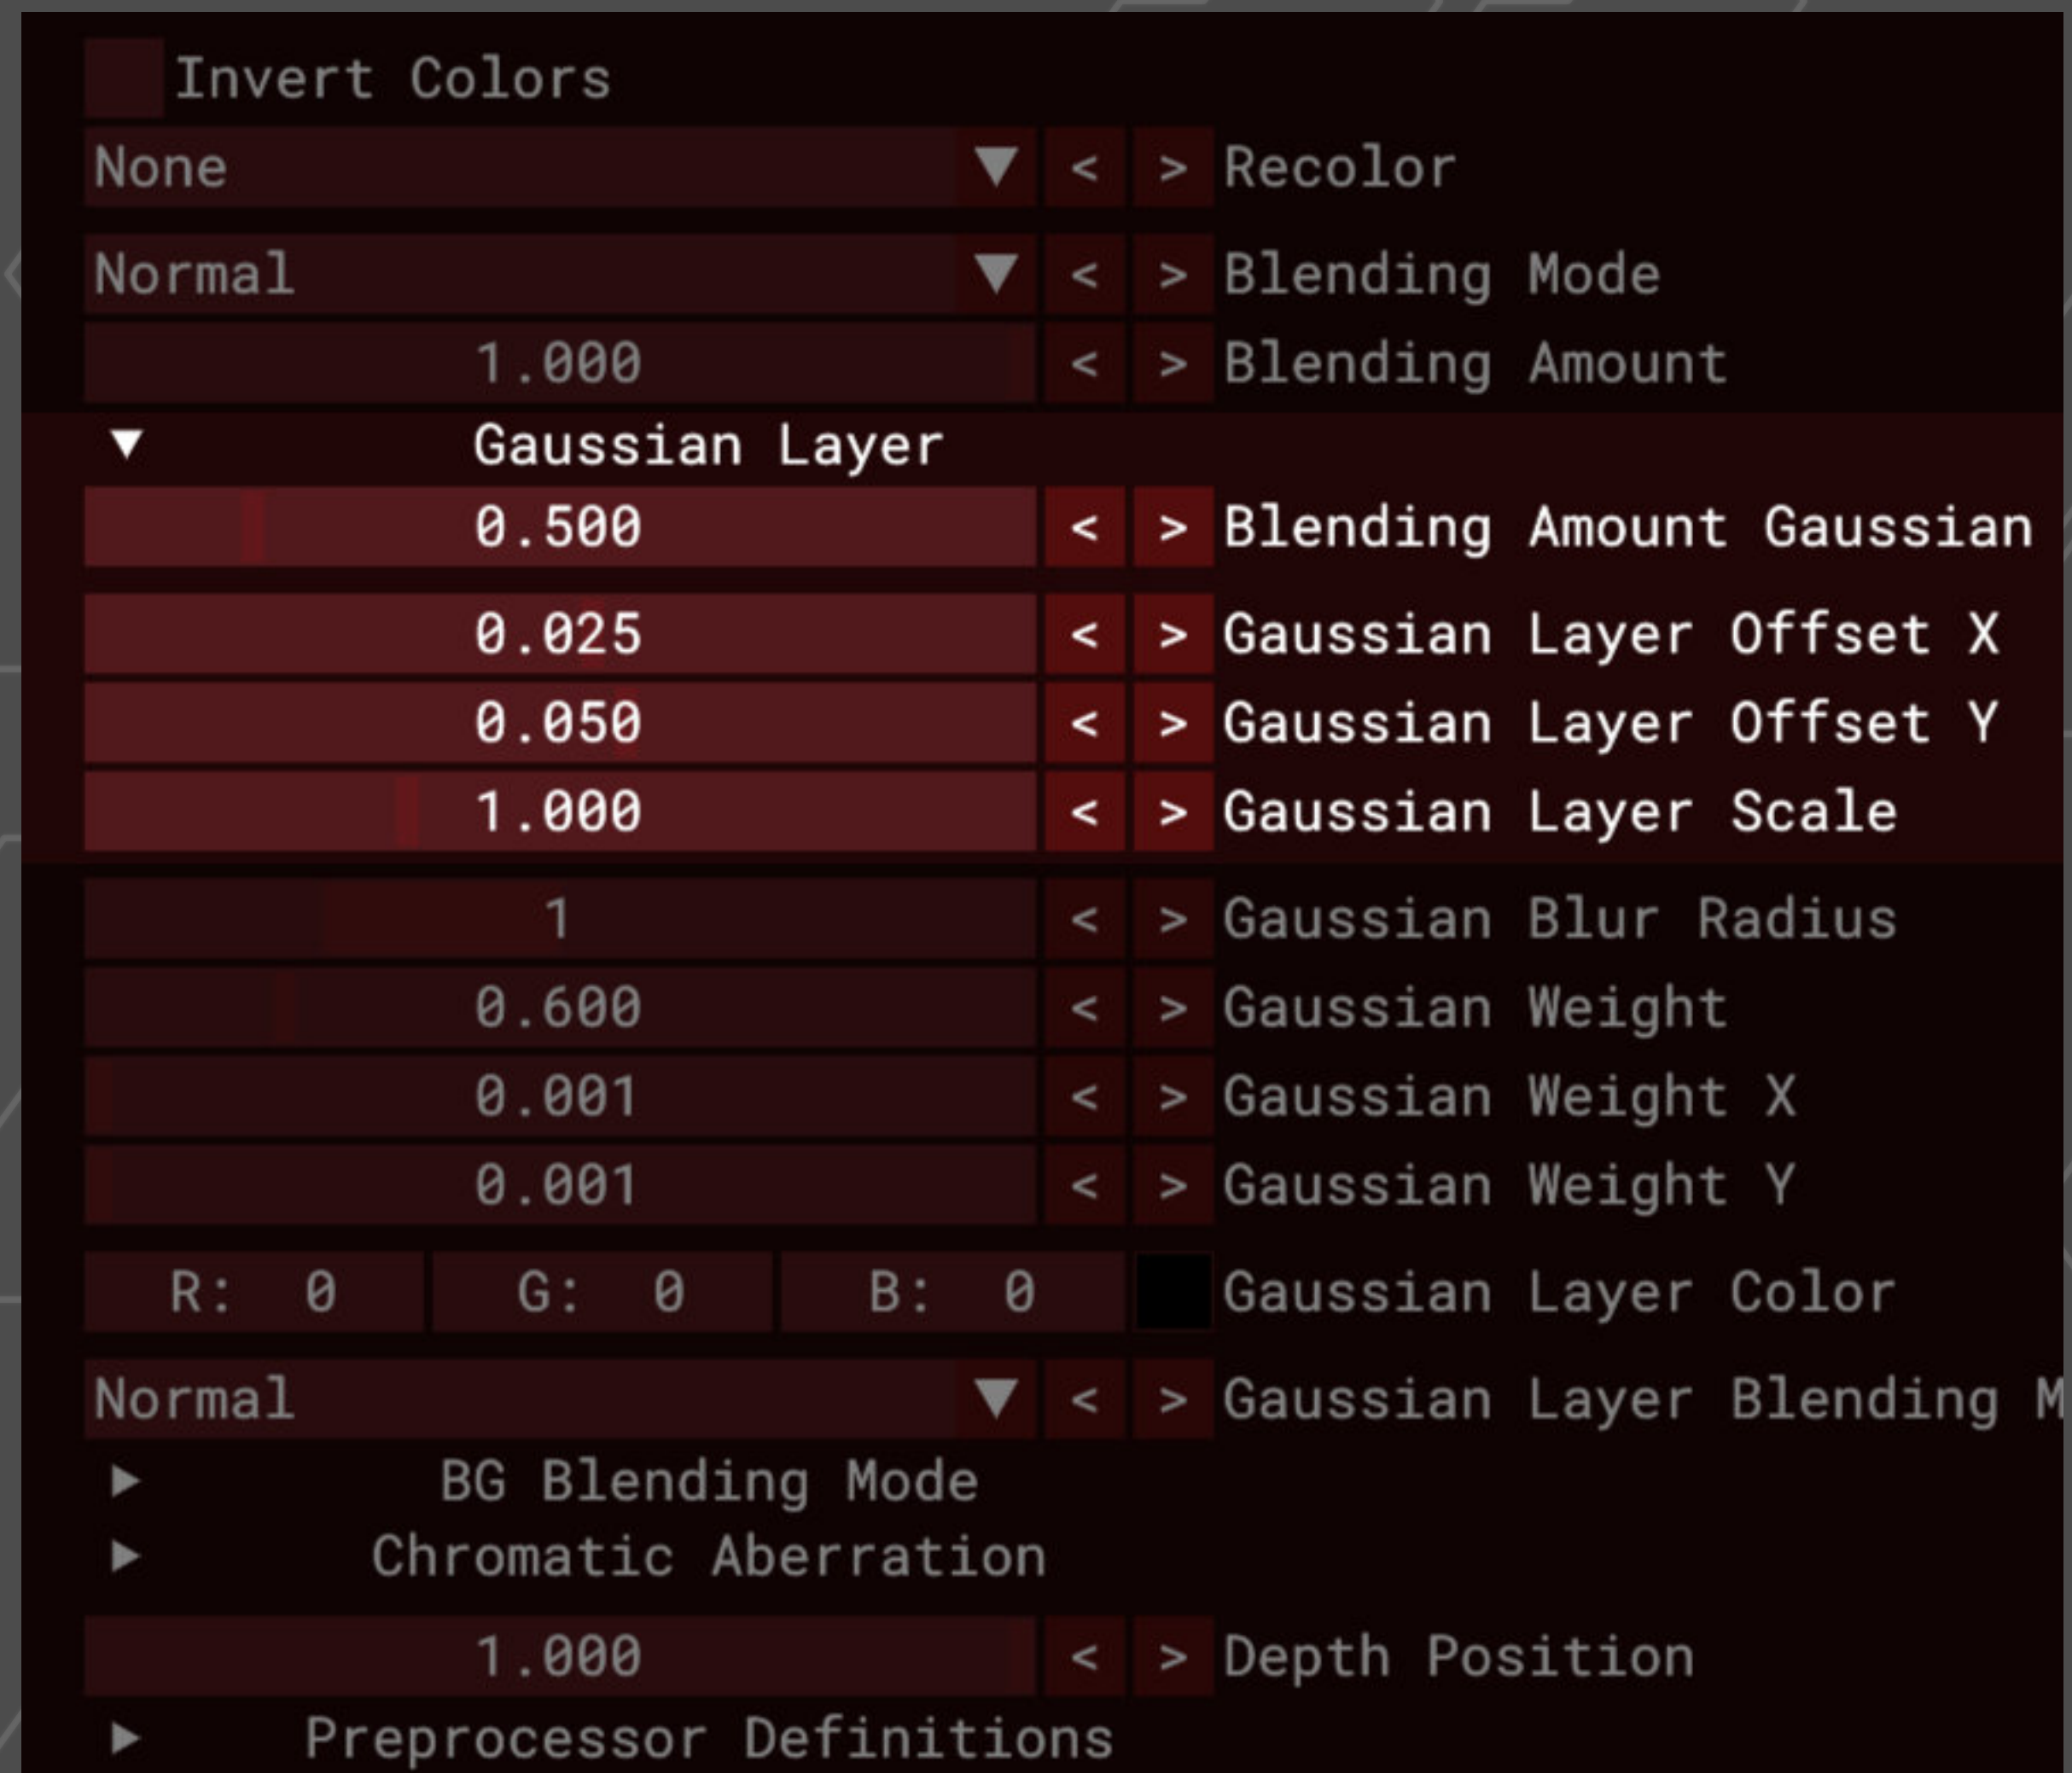 Invert Colors
None ▼ < > Recolor
Normal ▼ < > Blending Mode
1.000 < > Blending Amount
▼ Gaussian Layer
0.500 < > Blending Amount Gaussian
0.025 < > Gaussian Layer Offset X
0.050 < > Gaussian Layer Offset Y
1.000 < > Gaussian Layer Scale
1 < > Gaussian Blur Radius
0.600 < > Gaussian Weight
0.001 < > Gaussian Weight X
0.001 < > Gaussian Weight Y
R: 0 G: 0 B: 0 Gaussian Layer Color
Normal ▼ < > Gaussian Layer Blending M
▶ BG Blending Mode
▶ Chromatic Aberration
1.000 < > Depth Position
▶ Preprocessor Definitions